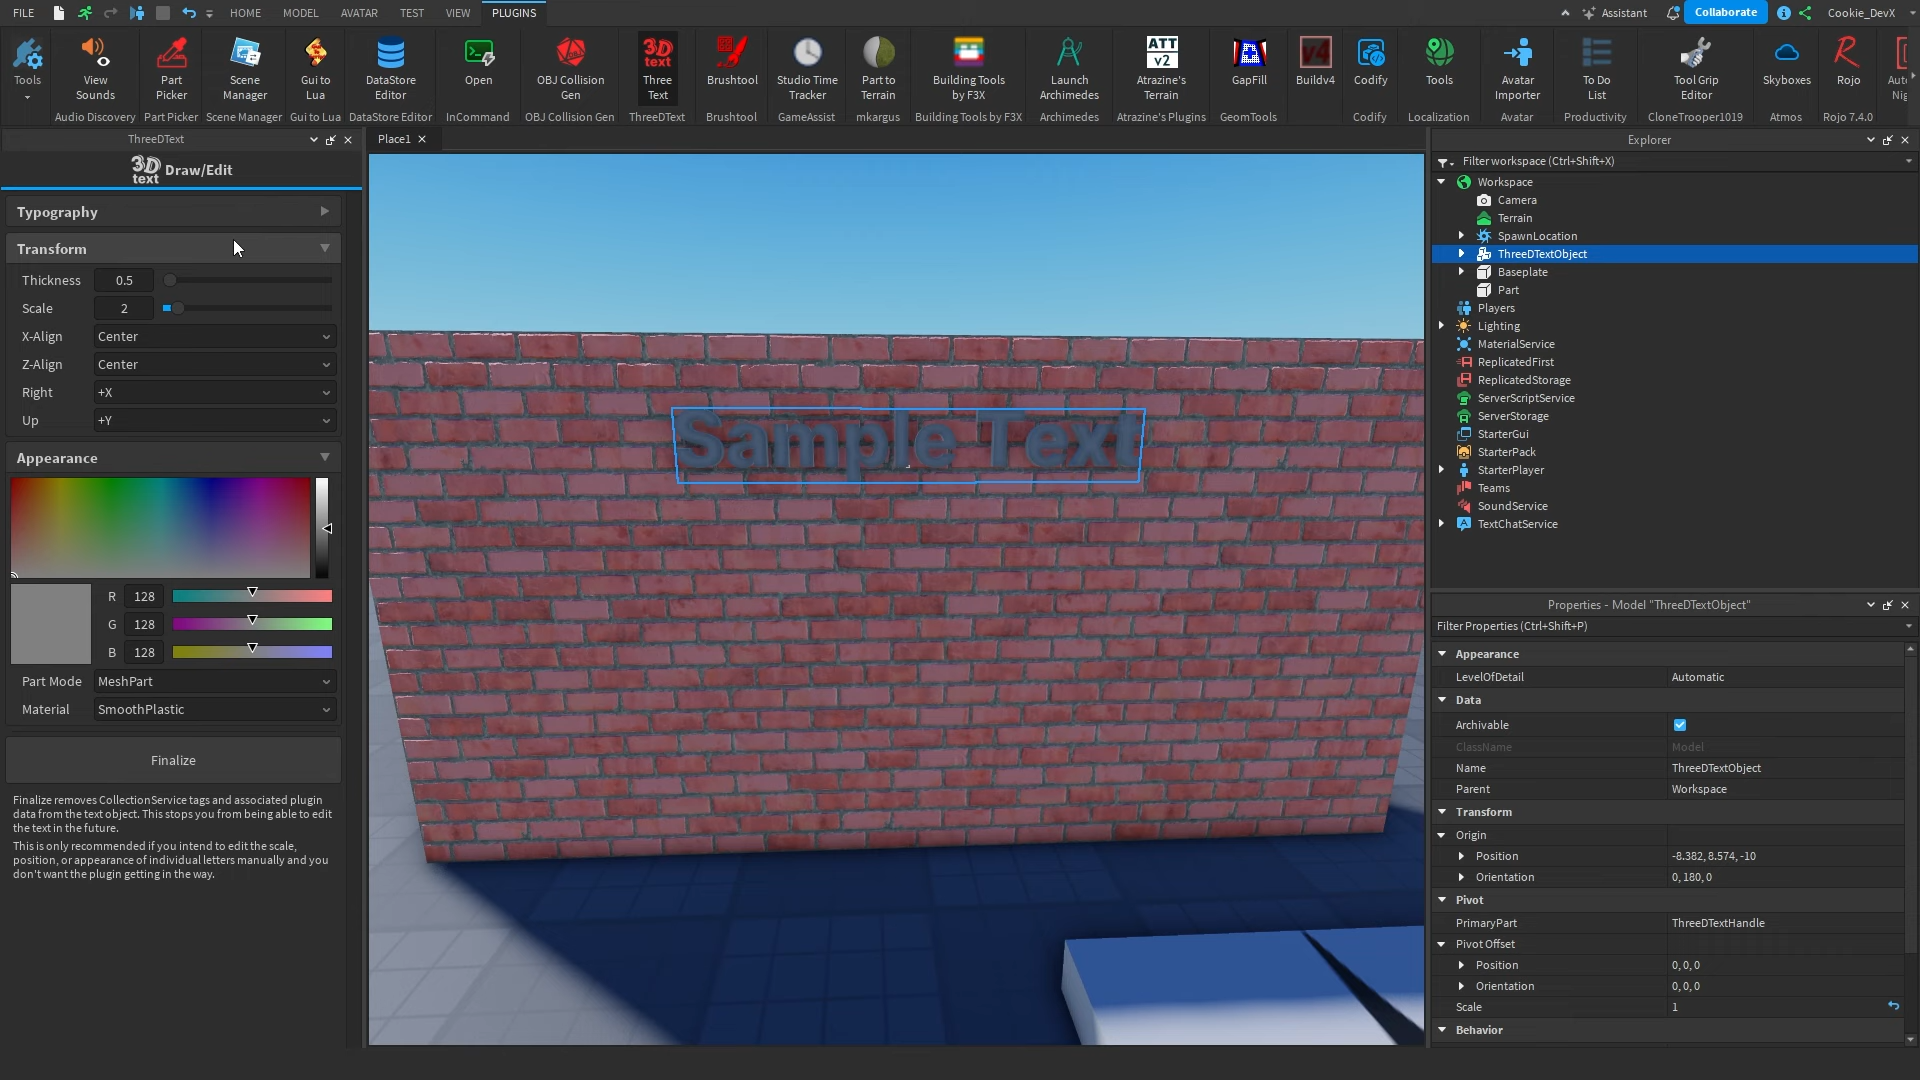 FILE HOME MODEL AVATAR TEST VIEW PLUGINS Assistant Collaborate Cookie_DevX
Tools
View Sounds
Audio Discovery
Part Picker
Part Picker
Scene Manager
Scene Manager
Gui to Lua
Gui to Lua
DataStore Editor
DataStore Editor
Open
InCommand
OBJ Collision Gen
OBJ Collision Gen
3D text
Three Text
ThreeDText
Brushtool
Brushtool
Studio Time Tracker
GameAssist
Part to Terrain
mkargus
Building Tools by F3X
Building Tools by F3X
Launch Archimedes
Archimedes
ATT v2
Atrazine's Terrain
Atrazine's Plugins
GapFill
GeomTools
v4
Buildv4
Codify
Codify
Tools
Localization
Avatar Importer
Avatar
To Do List
Productivity
Tool Grip Editor
CloneTrooper1019
Skyboxes
Atmos
Rojo
Rojo 7.4.0
ThreeDText
3D text Draw/Edit
Typography
Transform
Thickness 0.5
Scale 2
X-Align Center
Z-Align Center
Right +X
Up +Y
Appearance
R 128
G 128
B 128
Part Mode MeshPart
Material SmoothPlastic
Finalize
Finalize removes CollectionService tags and associated plugin
data from the text object. This stops you from being able to edit
the text in the future.
This is only recommended if you intend to edit the scale,
position, or appearance of individual letters manually and you
don't want the plugin getting in the way.
Place1
Sample Text
Explorer
Filter workspace (Ctrl+Shift+X)
Workspace
Camera
Terrain
SpawnLocation
ThreeDTextObject
Baseplate
Part
Players
Lighting
MaterialService
ReplicatedFirst
ReplicatedStorage
ServerScriptService
ServerStorage
StarterGui
StarterPack
StarterPlayer
Teams
SoundService
TextChatService
Properties - Model "ThreeDTextObject"
Filter Properties (Ctrl+Shift+P)
Appearance
LevelOfDetail Automatic
Data
Archivable
ClassName Model
Name ThreeDTextObject
Parent Workspace
Transform
Origin
Position -8.382, 8.574, -10
Orientation 0, 180, 0
Pivot
PrimaryPart ThreeDTextHandle
Pivot Offset
Position 0, 0, 0
Orientation 0, 0, 0
Scale 1
Behavior